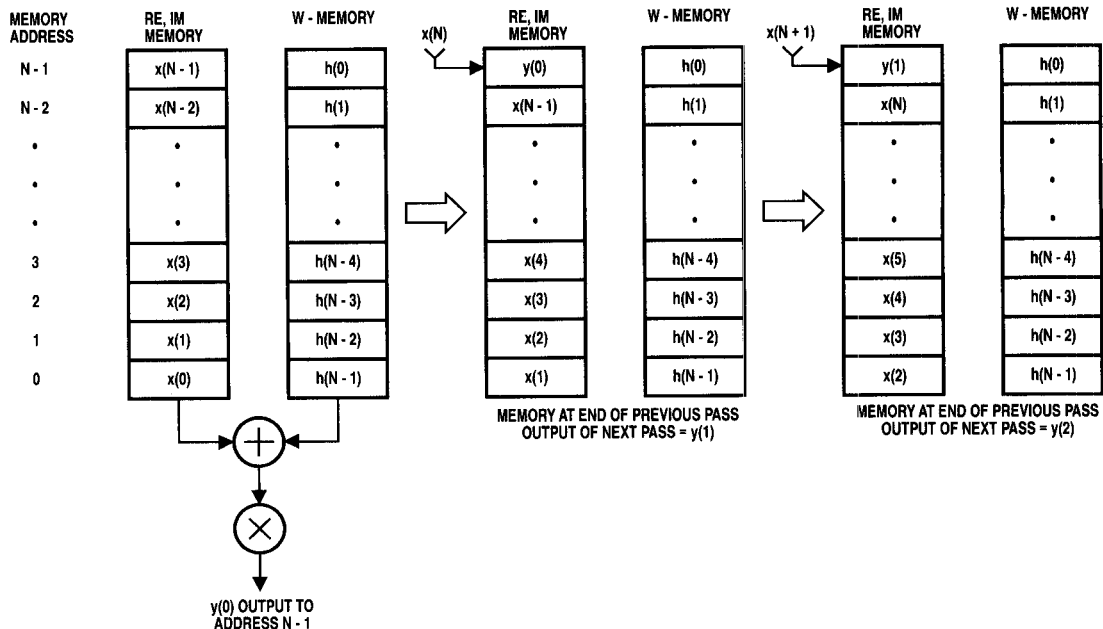 MEMORY
ADDRESS
RE, IM
MEMORY
W - MEMORY
x(N)
RE, IM
MEMORY
W - MEMORY
x(N + 1)
RE, IM
MEMORY
W - MEMORY
N - 1 x(N - 1) h(0) y(0) h(0) y(1) h(0)
N - 2 x(N - 2) h(1) x(N - 1) h(1) x(N) h(1)
3 x(3) h(N - 4) x(4) h(N - 4) x(5) h(N - 4)
2 x(2) h(N - 3) x(3) h(N - 3) x(4) h(N - 3)
1 x(1) h(N - 2) x(2) h(N - 2) x(3) h(N - 2)
0 x(0) h(N - 1) x(1) h(N - 1) x(2) h(N - 1)
MEMORY AT END OF PREVIOUS PASS
OUTPUT OF NEXT PASS = y(1)
MEMORY AT END OF PREVIOUS PASS
OUTPUT OF NEXT PASS = y(2)
+
×
y(0) OUTPUT TO
ADDRESS N - 1